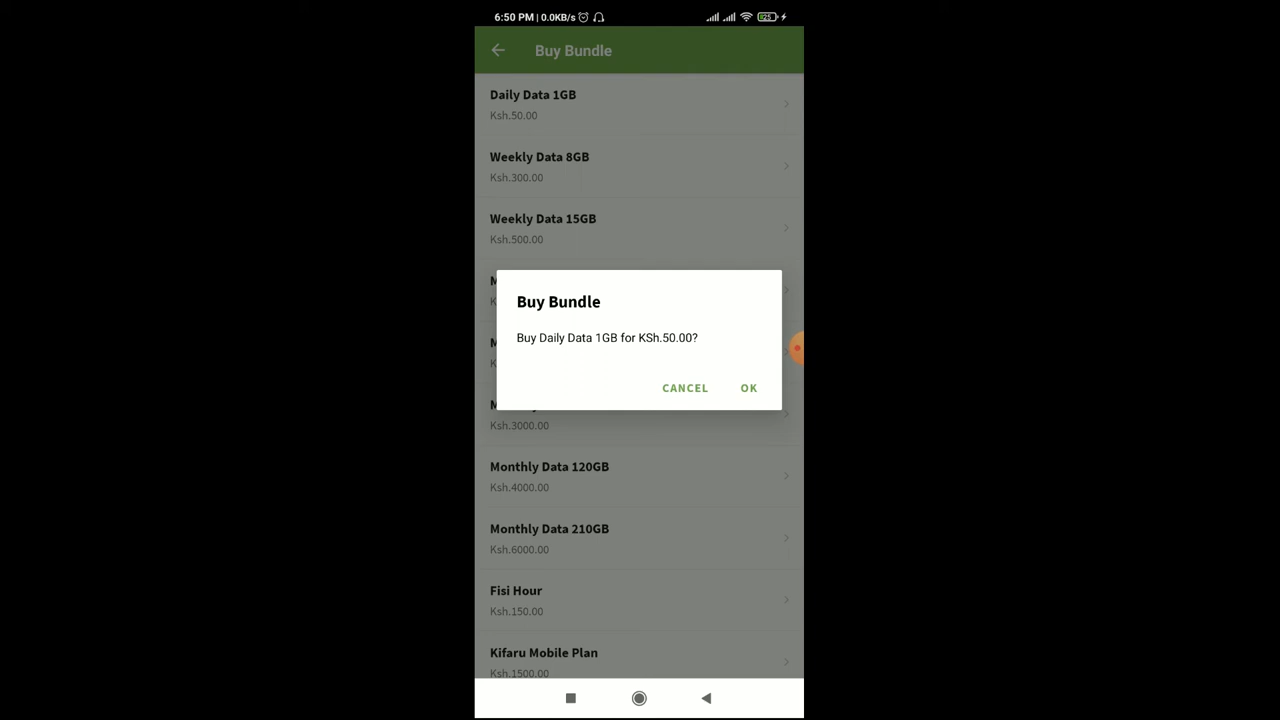 6:50 PM | 0.0KB/s
25
Buy Bundle
Daily Data 1GB
Ksh.50.00
Weekly Data 8GB
Ksh.300.00
Weekly Data 15GB
Ksh.500.00
Buy Bundle
Buy Daily Data 1GB for KSh.50.00?
CANCEL
OK
Ksh.3000.00
Monthly Data 120GB
Ksh.4000.00
Monthly Data 210GB
Ksh.6000.00
Fisi Hour
Ksh.150.00
Kifaru Mobile Plan
Ksh.1500.00